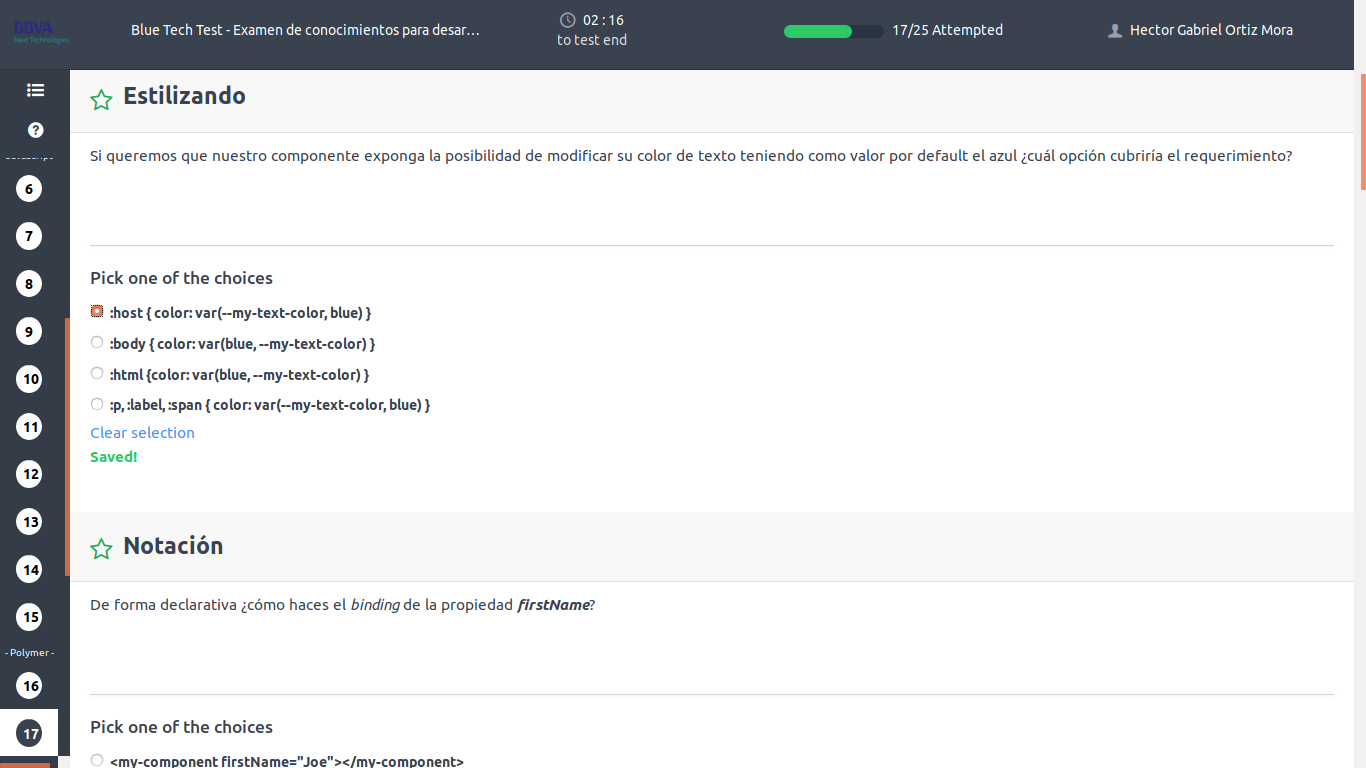 BBVA
Next Technologies
Blue Tech Test - Examen de conocimientos para desar...
02 : 16
to test end
17/25 Attempted
Hector Gabriel Ortiz Mora
Estilizando
Si queremos que nuestro componente exponga la posibilidad de modificar su color de texto teniendo como valor por default el azul ¿cuál opción cubriría el requerimiento?
Pick one of the choices
:host { color: var(--my-text-color, blue) }
:body { color: var(blue, --my-text-color) }
:html {color: var(blue, --my-text-color) }
:p, :label, :span { color: var(--my-text-color, blue) }
Clear selection
Saved!
Notación
De forma declarativa ¿cómo haces el binding de la propiedad firstName?
Pick one of the choices
<my-component firstName="Joe"></my-component>
?
6
7
8
9
10
11
12
13
14
15
- Polymer -
16
17